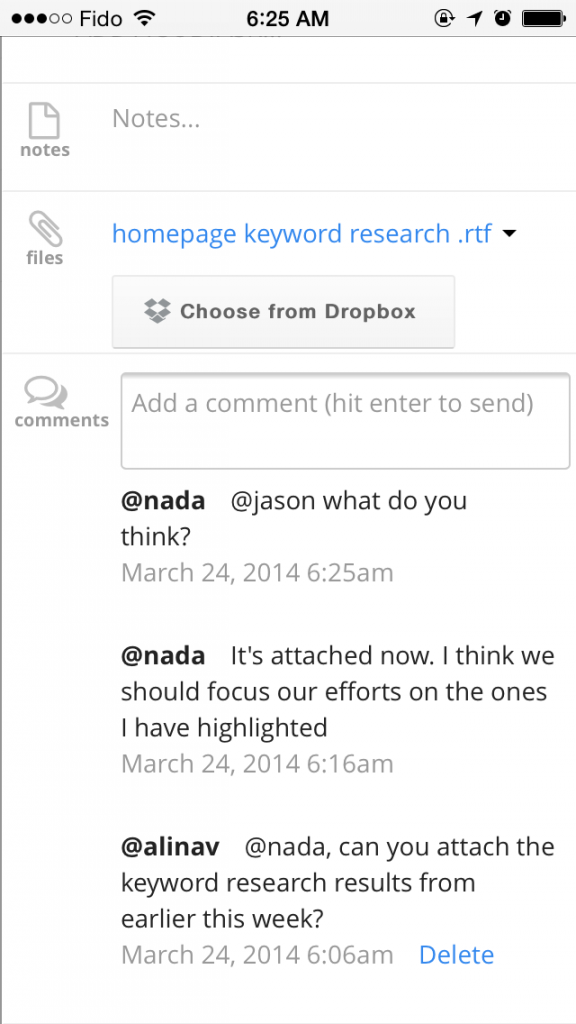 Fido 6:25 AM
Notes...
notes
homepage keyword research .rtf
files
Choose from Dropbox
comments
Add a comment (hit enter to send)
@nada @jason what do you
think?
March 24, 2014 6:25am
@nada It's attached now. I think we
should focus our efforts on the ones
I have highlighted
March 24, 2014 6:16am
@alinav @nada, can you attach the
keyword research results from
earlier this week?
March 24, 2014 6:06am Delete